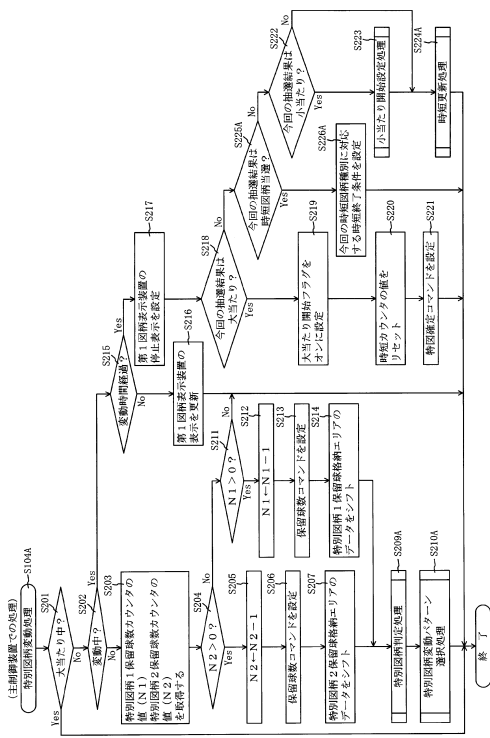 (主制御装置での処理)
特別図柄変動処理
S104A
S201
大当たり中？
Yes
No
S202
変動中？
Yes
No
S203
特別図柄1保留球数カウンタの
値（N1）
特別図柄2保留球数カウンタの
値（N2）
を取得する
S204
N2＞0？
No
Yes
S205
N2←N2－1
S206
保留球数コマンドを設定
S207
特別図柄2保留球格納エリアの
データをシフト
S211
N1＞0？
No
Yes
S212
N1←N1－1
S213
保留球数コマンドを設定
S214
特別図柄1保留球格納エリアの
データをシフト
S209A
特別図柄判定処理
S210A
特別図柄変動パターン
選択処理
S215
変動時間経過？
Yes
No
S216
第1図柄表示装置の
表示を更新
S217
第1図柄表示装置の
停止表示を設定
S218
今回の抽選結果は
大当たり？
No
Yes
S219
大当たり開始フラグを
オンに設定
S220
時短カウンタの値を
リセット
S221
特図確定コマンドを設定
S225A
今回の抽選結果は
時短図柄当選？
No
Yes
S226A
今回の時短図柄種別に対応
する時短終了条件を設定
S222
今回の抽選結果は
小当たり？
No
Yes
S223
小当たり開始設定処理
S224A
時短更新処理
終了